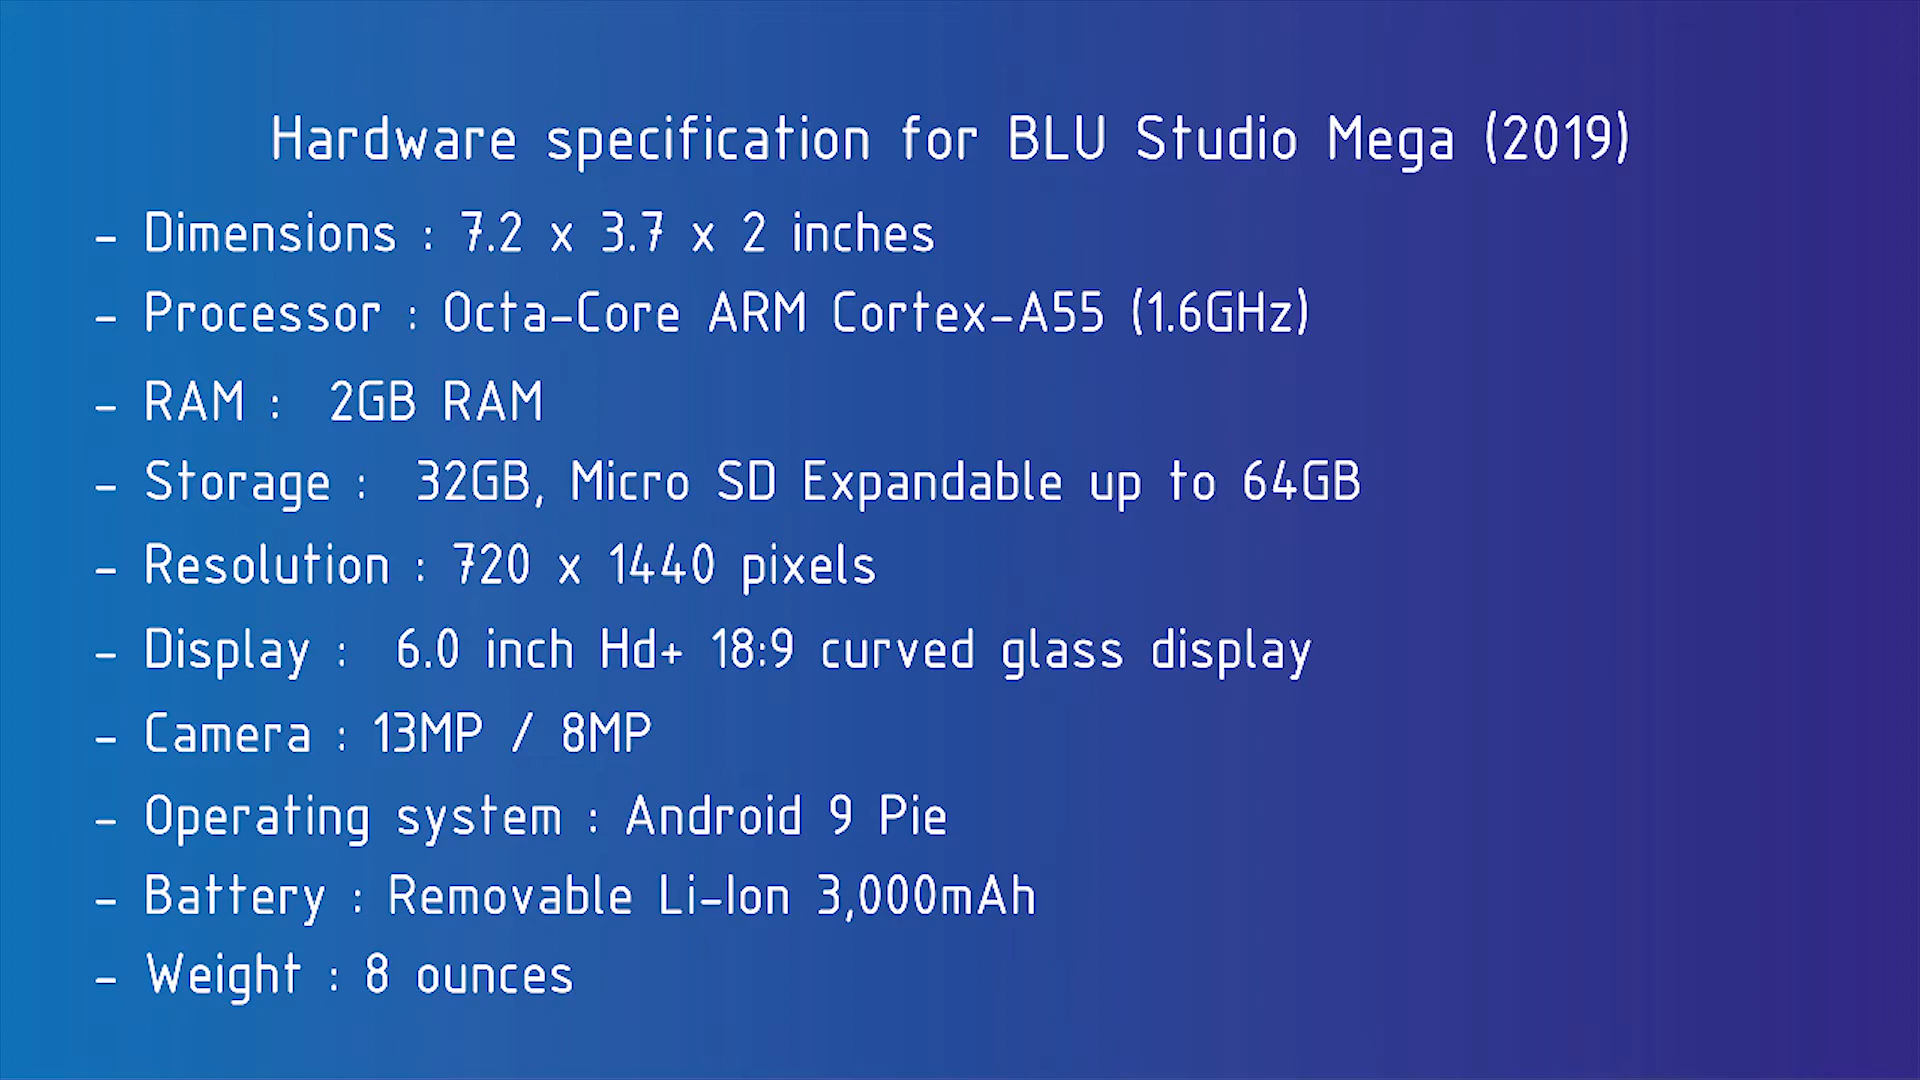 Hardware specification for BLU Studio Mega (2019)
- Dimensions : 7.2 x 3.7 x 2 inches
- Processor : Octa-Core ARM Cortex-A55 (1.6GHz)
- RAM :  2GB RAM
- Storage :  32GB, Micro SD Expandable up to 64GB
- Resolution : 720 x 1440 pixels
- Display :  6.0 inch Hd+ 18:9 curved glass display
- Camera : 13MP / 8MP
- Operating system : Android 9 Pie
- Battery : Removable Li-Ion 3,000mAh
- Weight : 8 ounces